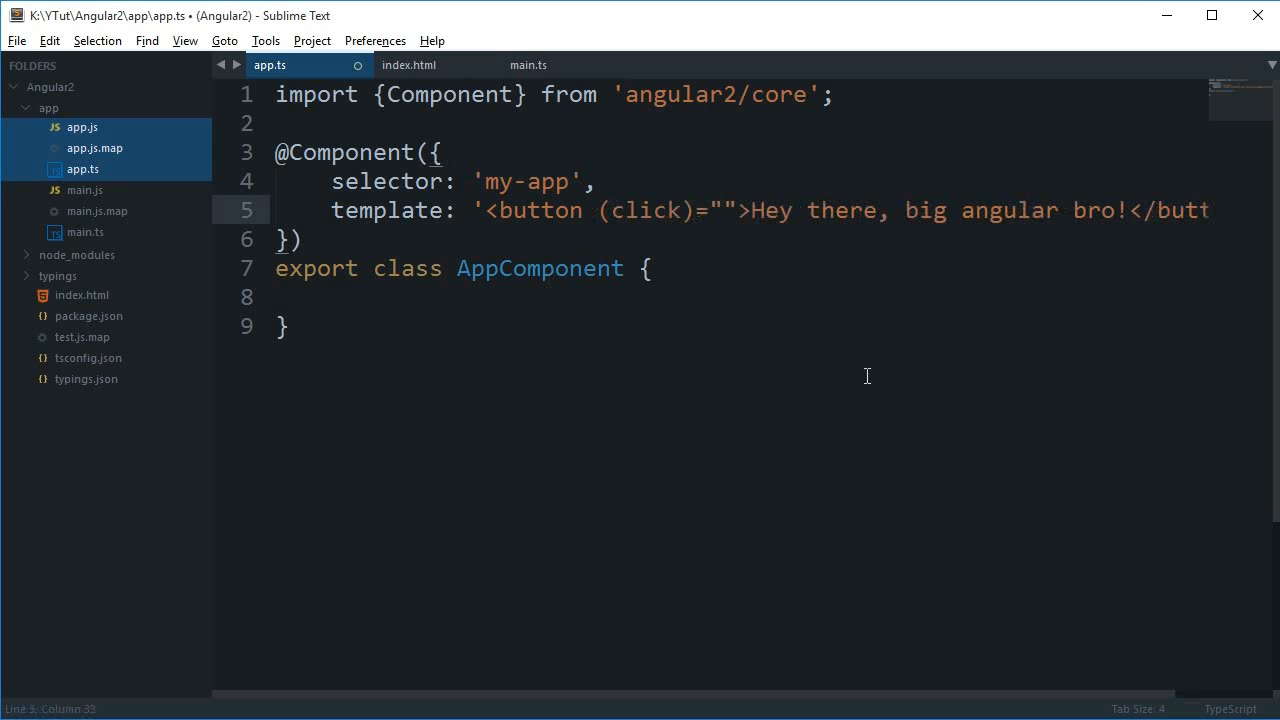 K:\YTut\Angular2\app\app.ts • (Angular2) - Sublime Text
File Edit Selection Find View Goto Tools Project Preferences Help
FOLDERS
Angular2
app
app.js
app.js.map
app.ts
main.js
main.js.map
main.ts
node_modules
typings
index.html
package.json
test.js.map
tsconfig.json
typings.json
app.ts index.html main.ts
1 import {Component} from 'angular2/core';
2
3 @Component({
4 selector: 'my-app',
5 template: '<button (click)="">Hey there, big angular bro!</butt
6 })
7 export class AppComponent {
8
9 }
Line 5, Column 33 Tab Size: 4 TypeScript